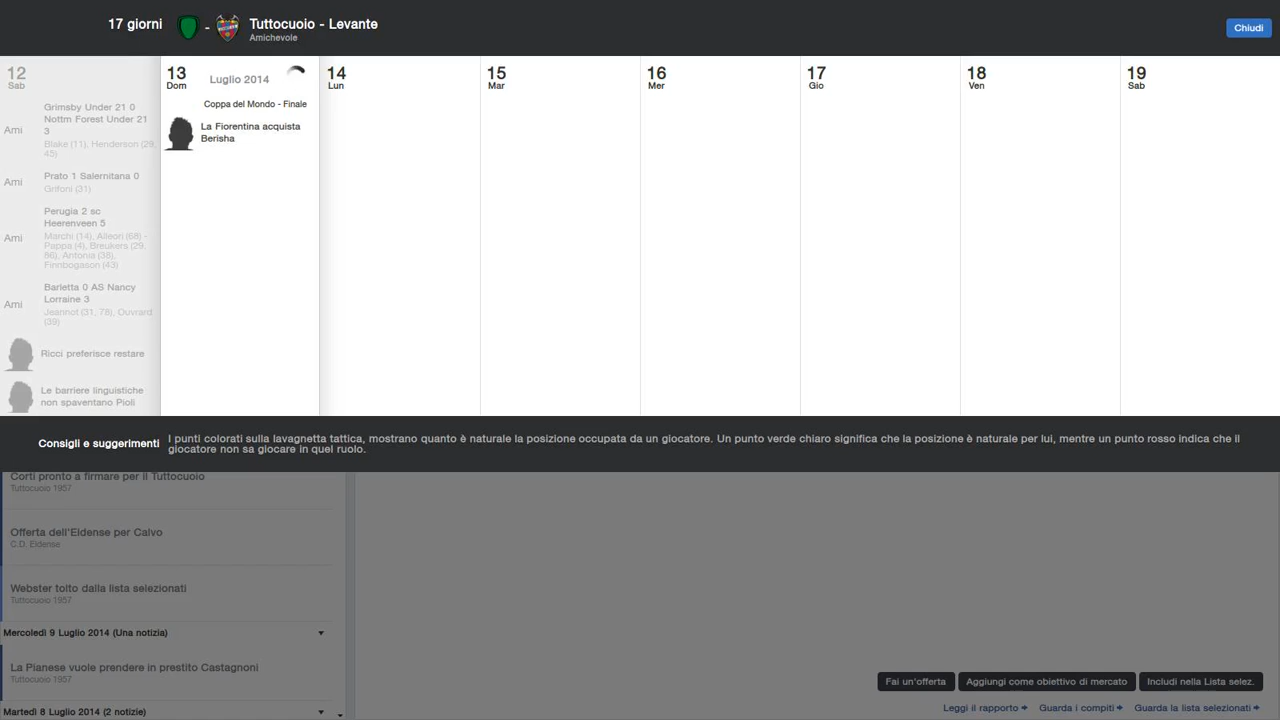 17 giorni
-
Tuttocuoio - Levante
Amichevole
Chiudi
12
Sab
Ami
Grimsby Under 21 0
Nottm Forest Under 21
3
Blake (11), Henderson (29,
45)
Ami
Prato 1 Salernitana 0
Grifoni (31)
Ami
Perugia 2 sc
Heerenveen 5
Marchi (14), Alleori (68) -
Pappa (4), Breukers (29,
86), Antonia (38),
Finnbogason (43)
Ami
Barletta 0 AS Nancy
Lorraine 3
Jeannot (31, 78), Ouvrard
(39)
Ricci preferisce restare
Le barriere linguistiche
non spaventano Pioli
13
Dom
Luglio 2014
Coppa del Mondo - Finale
La Fiorentina acquista
Berisha
14
Lun
15
Mar
16
Mer
17
Gio
18
Ven
19
Sab
Consigli e suggerimenti
I punti colorati sulla lavagnetta tattica, mostrano quanto è naturale la posizione occupata da un giocatore. Un punto verde chiaro significa che la posizione è naturale per lui, mentre un punto rosso indica che il
giocatore non sa giocare in quel ruolo.
Corti pronto a firmare per il Tuttocuoio
Tuttocuoio 1957
Offerta dell'Eldense per Calvo
C.D. Eldense
Webster tolto dalla lista selezionati
Tuttocuoio 1957
Mercoledì 9 Luglio 2014 (Una notizia)
La Pianese vuole prendere in prestito Castagnoni
Tuttocuoio 1957
Martedì 8 Luglio 2014 (2 notizie)
Fai un'offerta
Aggiungi come obiettivo di mercato
Includi nella Lista selez.
Leggi il rapporto
Guarda i compiti
Guarda la lista selezionati